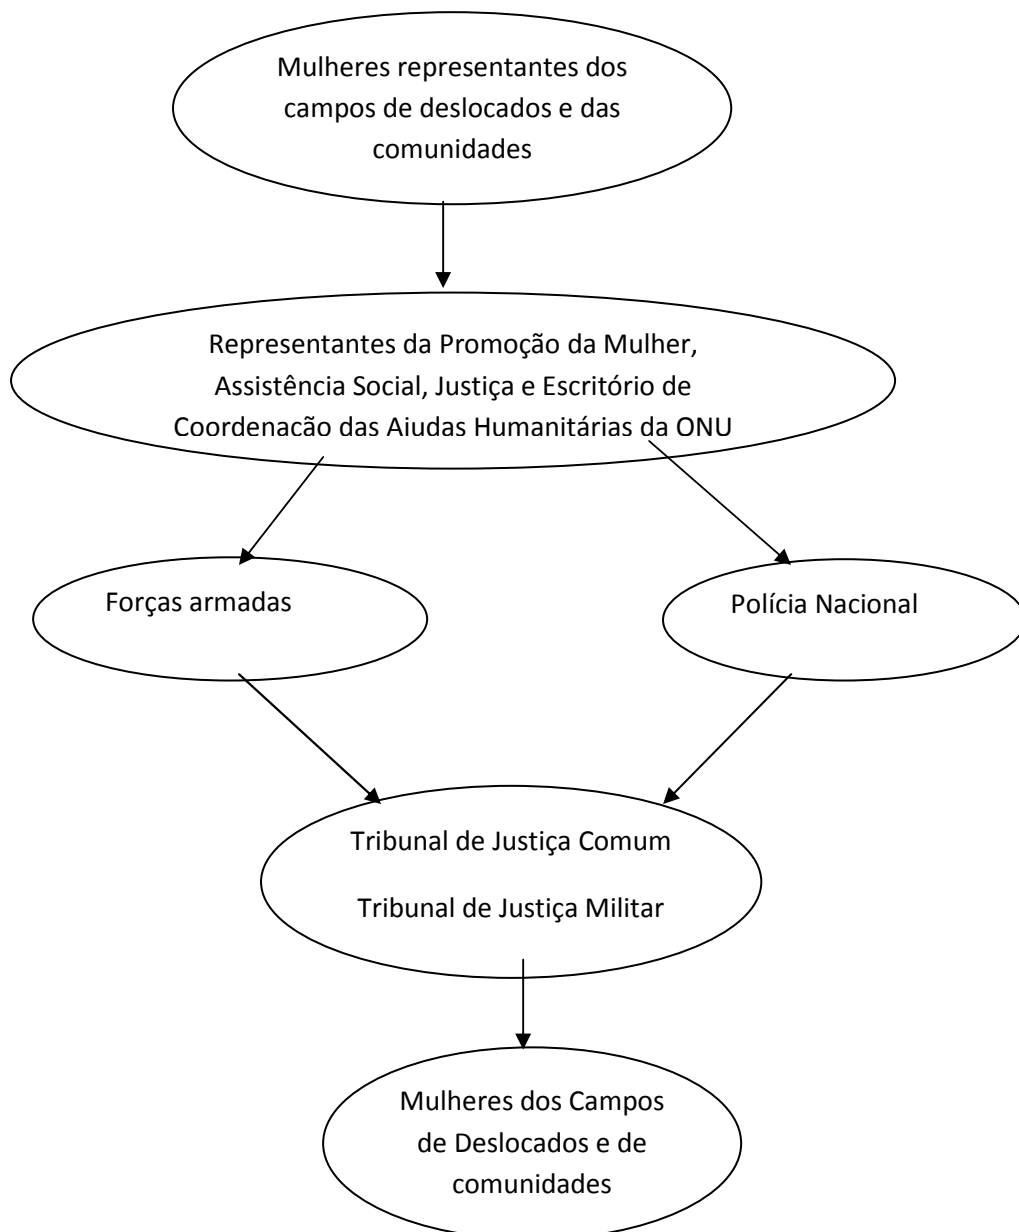 Mulheres representantes dos
campos de deslocados e das
comunidades
Representantes da Promoção da Mulher,
Assistência Social, Justiça e Escritório de
Coordenacão das Aiudas Humanitárias da ONU
Forças armadas
Polícia Nacional
Tribunal de Justiça Comum
Tribunal de Justiça Militar
Mulheres dos Campos
de Deslocados e de
comunidades